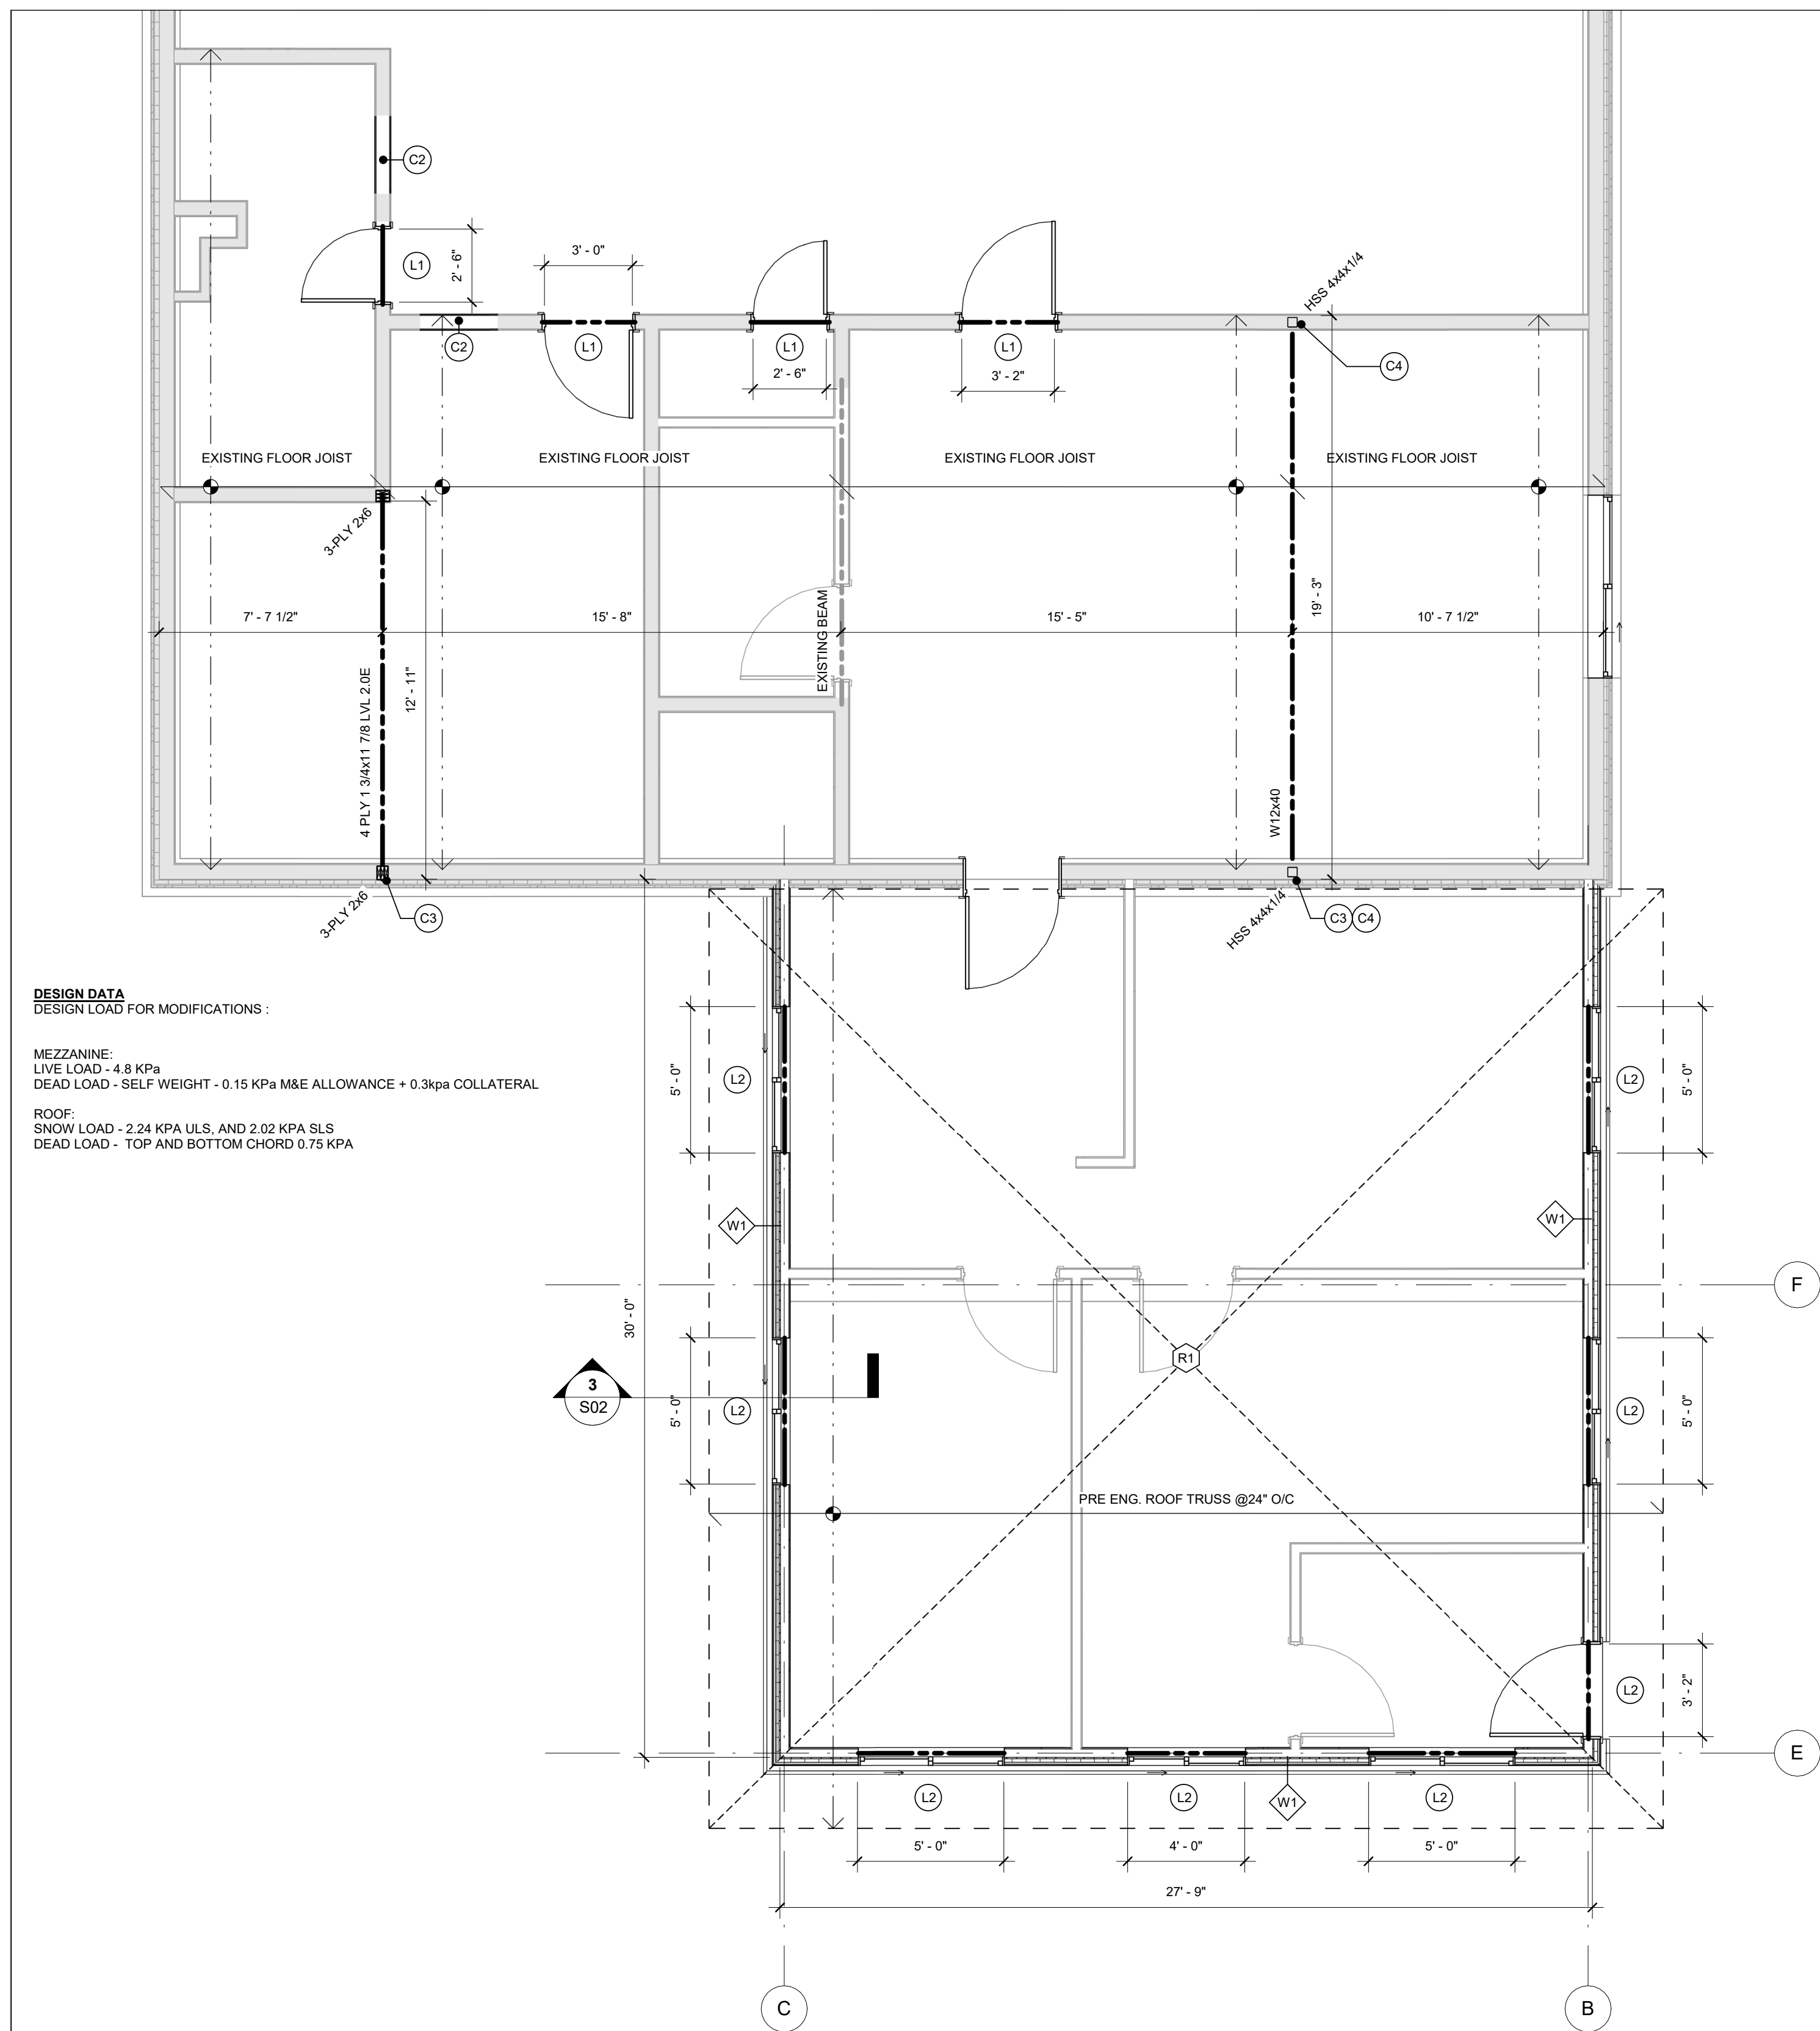 C2
L1
2' - 6"
3' - 0"
HSS 4x4x1/4
C2
L1
L1
L1
2' - 6"
3' - 2"
C4
EXISTING FLOOR JOIST
EXISTING FLOOR JOIST
EXISTING FLOOR JOIST
EXISTING FLOOR JOIST
3-PLY 2x6
7' - 7 1/2"
15' - 8"
EXISTING BEAM
15' - 5"
19' - 3"
10' - 7 1/2"
12' - 11"
4 PLY 1 3/4x11 7/8 LVL 2.0E
W12x40
3-PLY 2x6
C3
HSS 4x4x1/4
C3
C4
DESIGN DATA
DESIGN LOAD FOR MODIFICATIONS :
MEZZANINE:
LIVE LOAD - 4.8 KPa
DEAD LOAD - SELF WEIGHT - 0.15 KPa M&E ALLOWANCE + 0.3kpa COLLATERAL
ROOF:
SNOW LOAD - 2.24 KPA ULS, AND 2.02 KPA SLS
DEAD LOAD - TOP AND BOTTOM CHORD 0.75 KPA
5' - 0"
L2
L2
5' - 0"
W1
W1
F
30' - 0"
R1
3
S02
5' - 0"
L2
L2
5' - 0"
PRE ENG. ROOF TRUSS @24" O/C
L2
3' - 2"
E
L2
L2
W1
L2
5' - 0"
4' - 0"
5' - 0"
27' - 9"
C
B